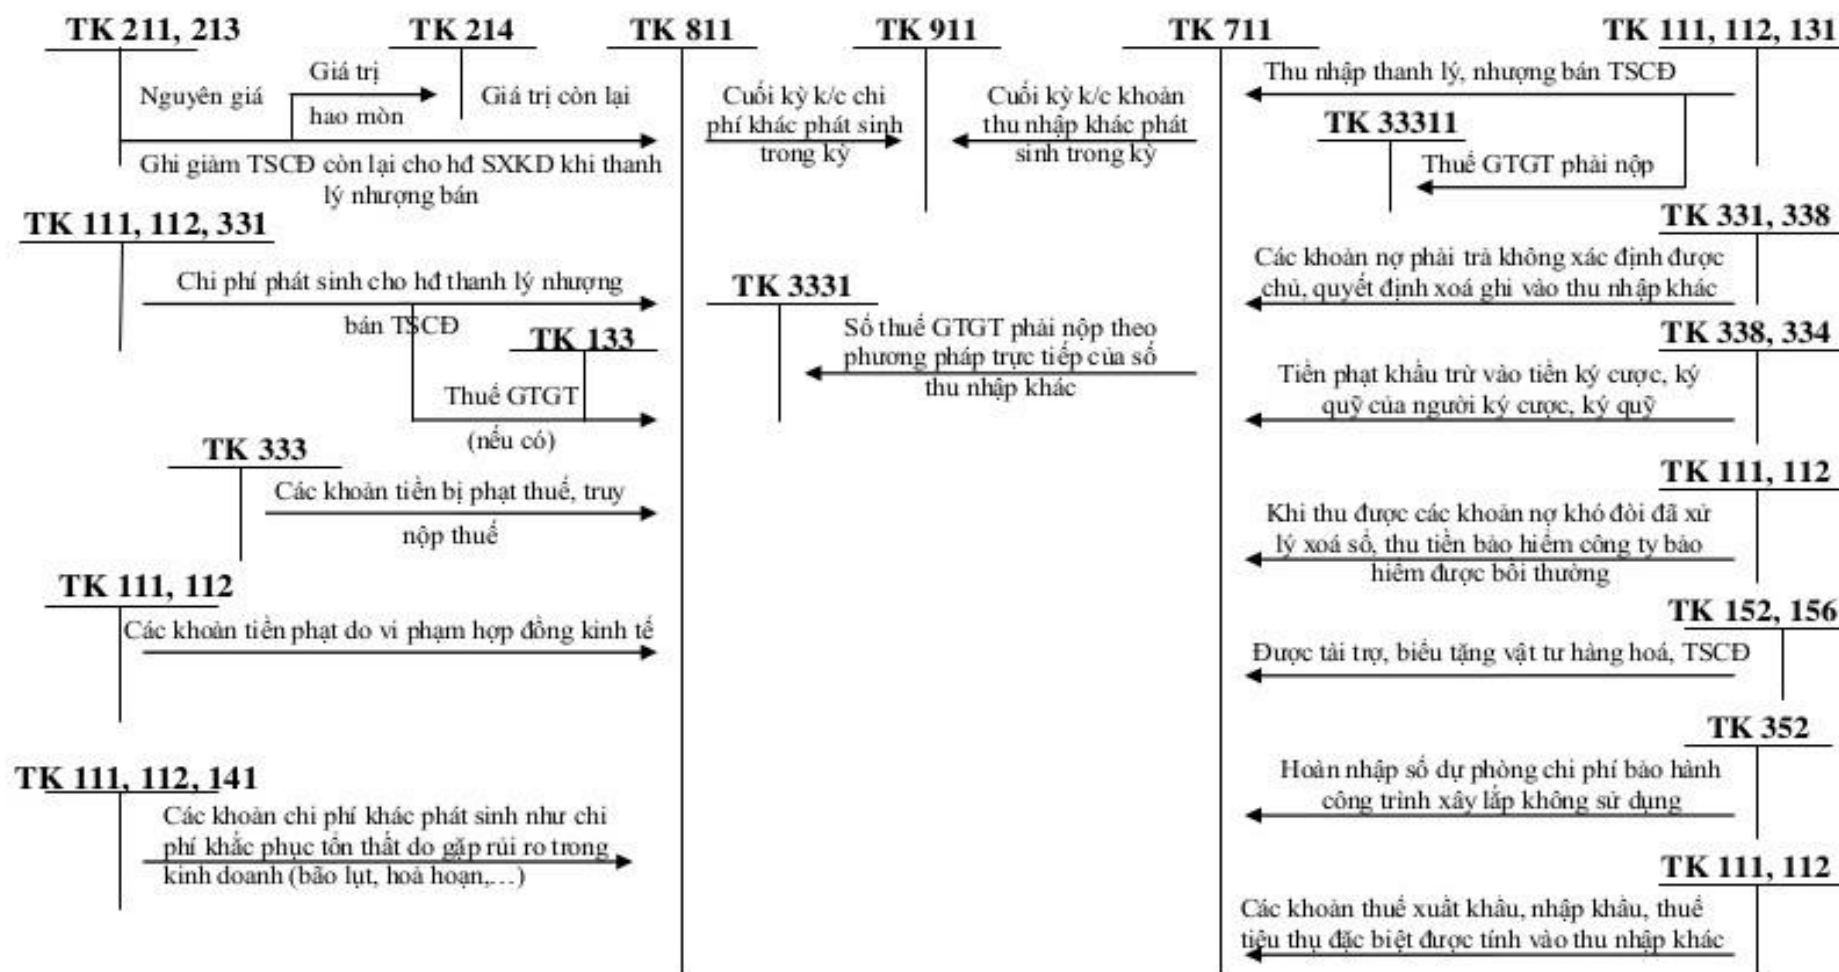 TK 211, 213
TK 214
TK 811
TK 911
TK 711
TK 111, 112, 131
Nguyên giá
Giá trị
hao mòn
Giá trị còn lại
Ghi giảm TSCĐ còn lại cho hđ SXKD khi thanh
lý nhượng bán
Cuối kỳ k/c chi
phí khác phát sinh
trong kỳ
Cuối kỳ k/c khoản
thu nhập khác phát
sinh trong kỳ
Thu nhập thanh lý, nhượng bán TSCĐ
TK 33311
Thuế GTGT phải nộp
TK 111, 112, 331
Chi phí phát sinh cho hđ thanh lý nhượng
bán TSCĐ
TK 133
Thuế GTGT
(nếu có)
TK 3331
Số thuế GTGT phải nộp theo
phương pháp trực tiếp của số
thu nhập khác
TK 331, 338
Các khoản nợ phải trả không xác định được
chủ, quyết định xoá ghi vào thu nhập khác
TK 338, 334
Tiền phạt khấu trừ vào tiền ký cược, ký
quỹ của người ký cược, ký quỹ
TK 333
Các khoản tiền bị phạt thuế, truy
nộp thuế
TK 111, 112
Khi thu được các khoản nợ khó đòi đã xử
lý xoá sổ, thu tiền bảo hiểm công ty bảo
hiểm được bồi thường
TK 111, 112
Các khoản tiền phạt do vi phạm hợp đồng kinh tế
TK 152, 156
Được tài trợ, biếu tặng vật tư hàng hoá, TSCĐ
TK 352
Hoàn nhập số dự phòng chi phí bảo hành
công trình xây lắp không sử dụng
TK 111, 112, 141
Các khoản chi phí khác phát sinh như chi
phí khắc phục tổn thất do gặp rủi ro trong
kinh doanh (bão lụt, hoả hoạn,…)
TK 111, 112
Các khoản thuế xuất khẩu, nhập khẩu, thuế
tiêu thụ đặc biệt được tính vào thu nhập khác